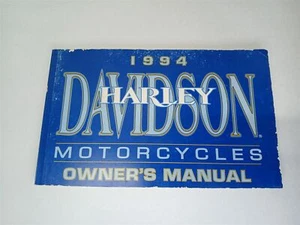 1994
HARLEY
DAVIDSON®
MOTORCYCLES
OWNER'S MANUAL